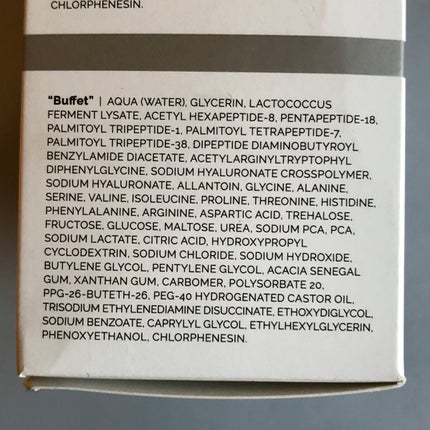 CHLORPHENESIN.
“Buffet” | AQUA (WATER), GLYCERIN, LACTOCOCCUS
FERMENT LYSATE, ACETYL HEXAPEPTIDE-8, PENTAPEPTIDE-18,
PALMITOYL TRIPEPTIDE-1, PALMITOYL TETRAPEPTIDE-7,
PALMITOYL TRIPEPTIDE-38, DIPEPTIDE DIAMINOBUTYROYL
BENZYLAMIDE DIACETATE, ACETYLARGINYLTRYPTOPHYL
DIPHENYLGLYCINE, SODIUM HYALURONATE CROSSPOLYMER,
SODIUM HYALURONATE, ALLANTOIN, GLYCINE, ALANINE,
SERINE, VALINE, ISOLEUCINE, PROLINE, THREONINE, HISTIDINE,
PHENYLALANINE, ARGININE, ASPARTIC ACID, TREHALOSE,
FRUCTOSE, GLUCOSE, MALTOSE, UREA, SODIUM PCA, PCA,
SODIUM LACTATE, CITRIC ACID, HYDROXYPROPYL
CYCLODEXTRIN, SODIUM CHLORIDE, SODIUM HYDROXIDE,
BUTYLENE GLYCOL, PENTYLENE GLYCOL, ACACIA SENEGAL
GUM, XANTHAN GUM, CARBOMER, POLYSORBATE 20,
PPG-26-BUTETH-26, PEG-40 HYDROGENATED CASTOR OIL,
TRISODIUM ETHYLENEDIAMINE DISUCCINATE, ETHOXYDIGLYCOL,
SODIUM BENZOATE, CAPRYLYL GLYCOL, ETHYLHEXYLGLYCERIN,
PHENOXYETHANOL, CHLORPHENESIN.